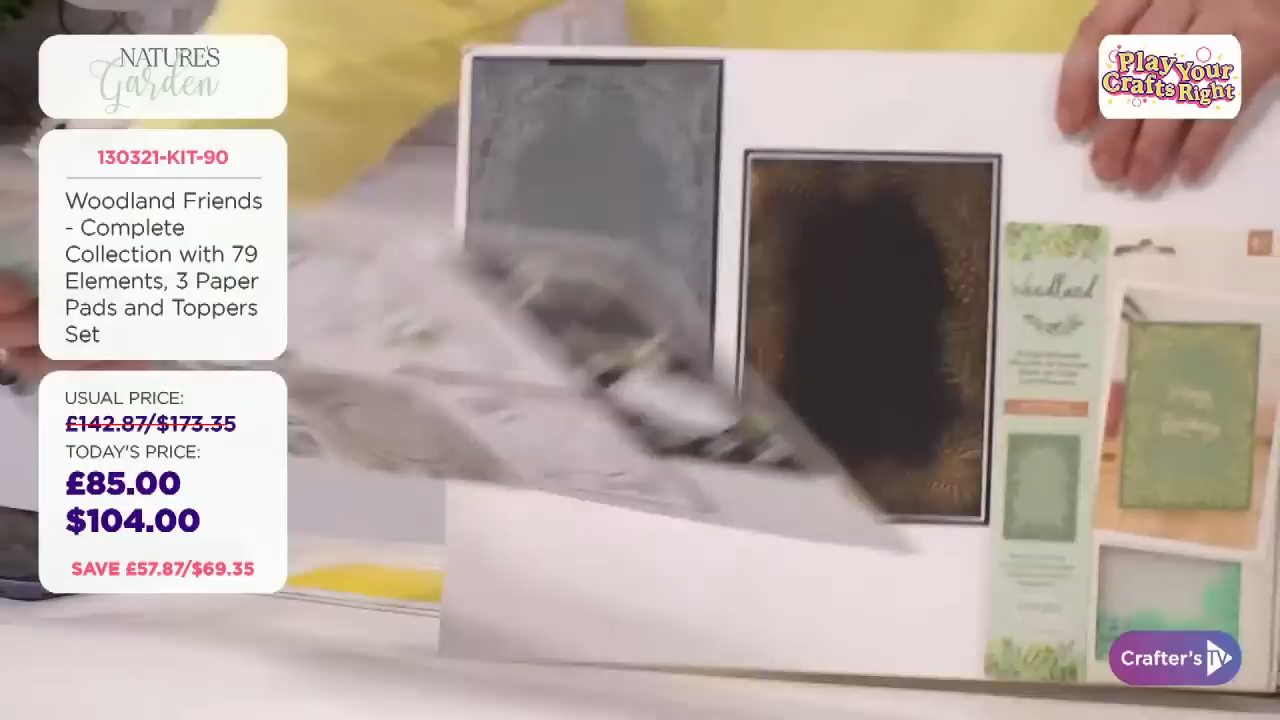 NATURE'S
Garden
130321-KIT-90
Woodland Friends
- Complete
Collection with 79
Elements, 3 Paper
Pads and Toppers
Set
USUAL PRICE:
£142.87/$173.35
TODAY'S PRICE:
£85.00
$104.00
SAVE £57.87/$69.35
Play Your
Crafts Right
Woodland
Crafter's TV